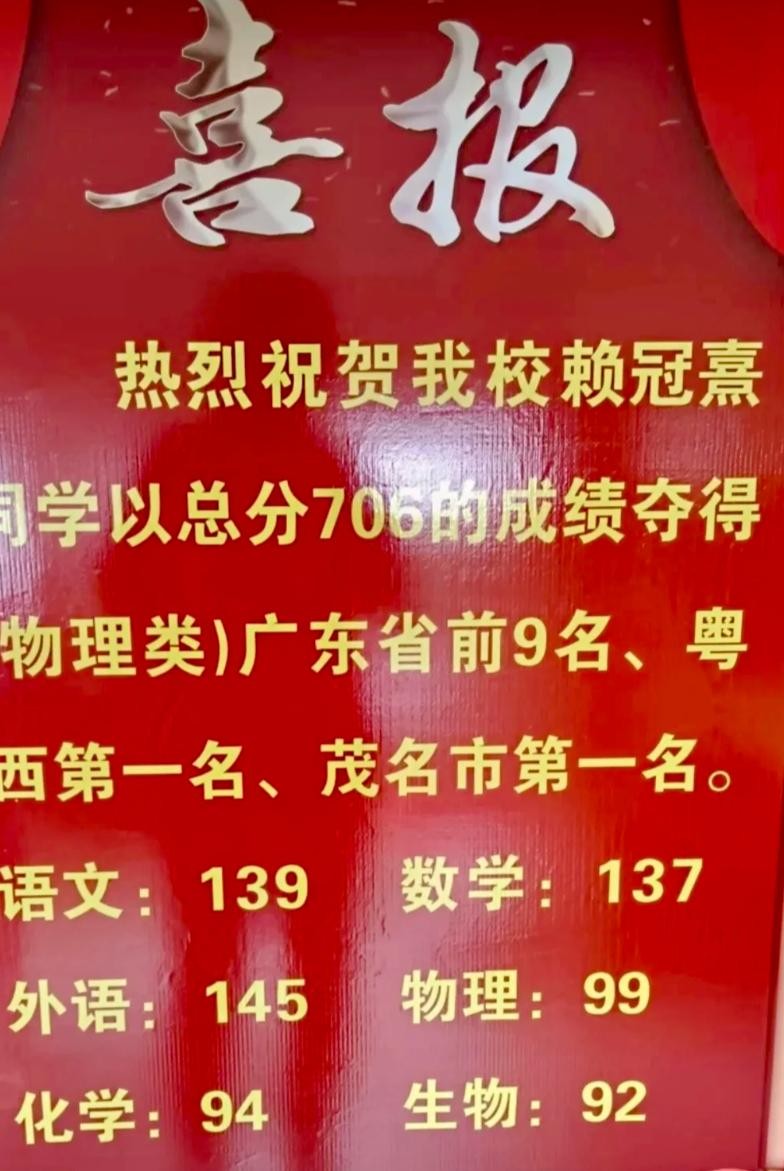 喜报
热烈祝贺我校赖冠熹
同学以总分706的成绩夺得
物理类)广东省前9名、粤
西第一名、茂名市第一名。
语文：139 数学：137
外语：145 物理：99
化学：94 生物：92